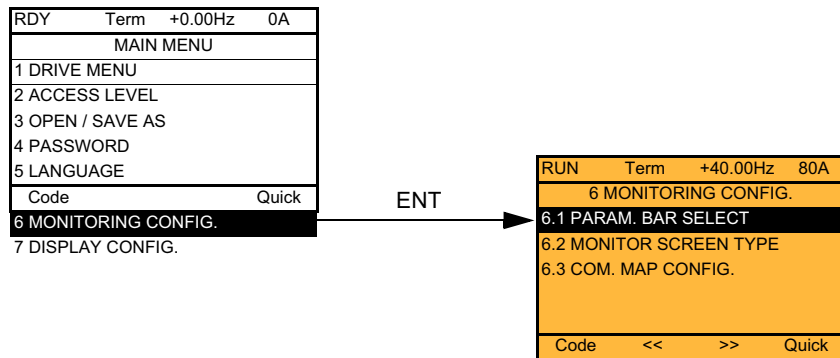 RDY Term +0.00Hz 0A
MAIN MENU
1 DRIVE MENU
2 ACCESS LEVEL
3 OPEN / SAVE AS
4 PASSWORD
5 LANGUAGE
Code Quick
6 MONITORING CONFIG.
7 DISPLAY CONFIG.
ENT
RUN Term +40.00Hz 80A
6 MONITORING CONFIG.
6.1 PARAM. BAR SELECT
6.2 MONITOR SCREEN TYPE
6.3 COM. MAP CONFIG.
Code << >> Quick